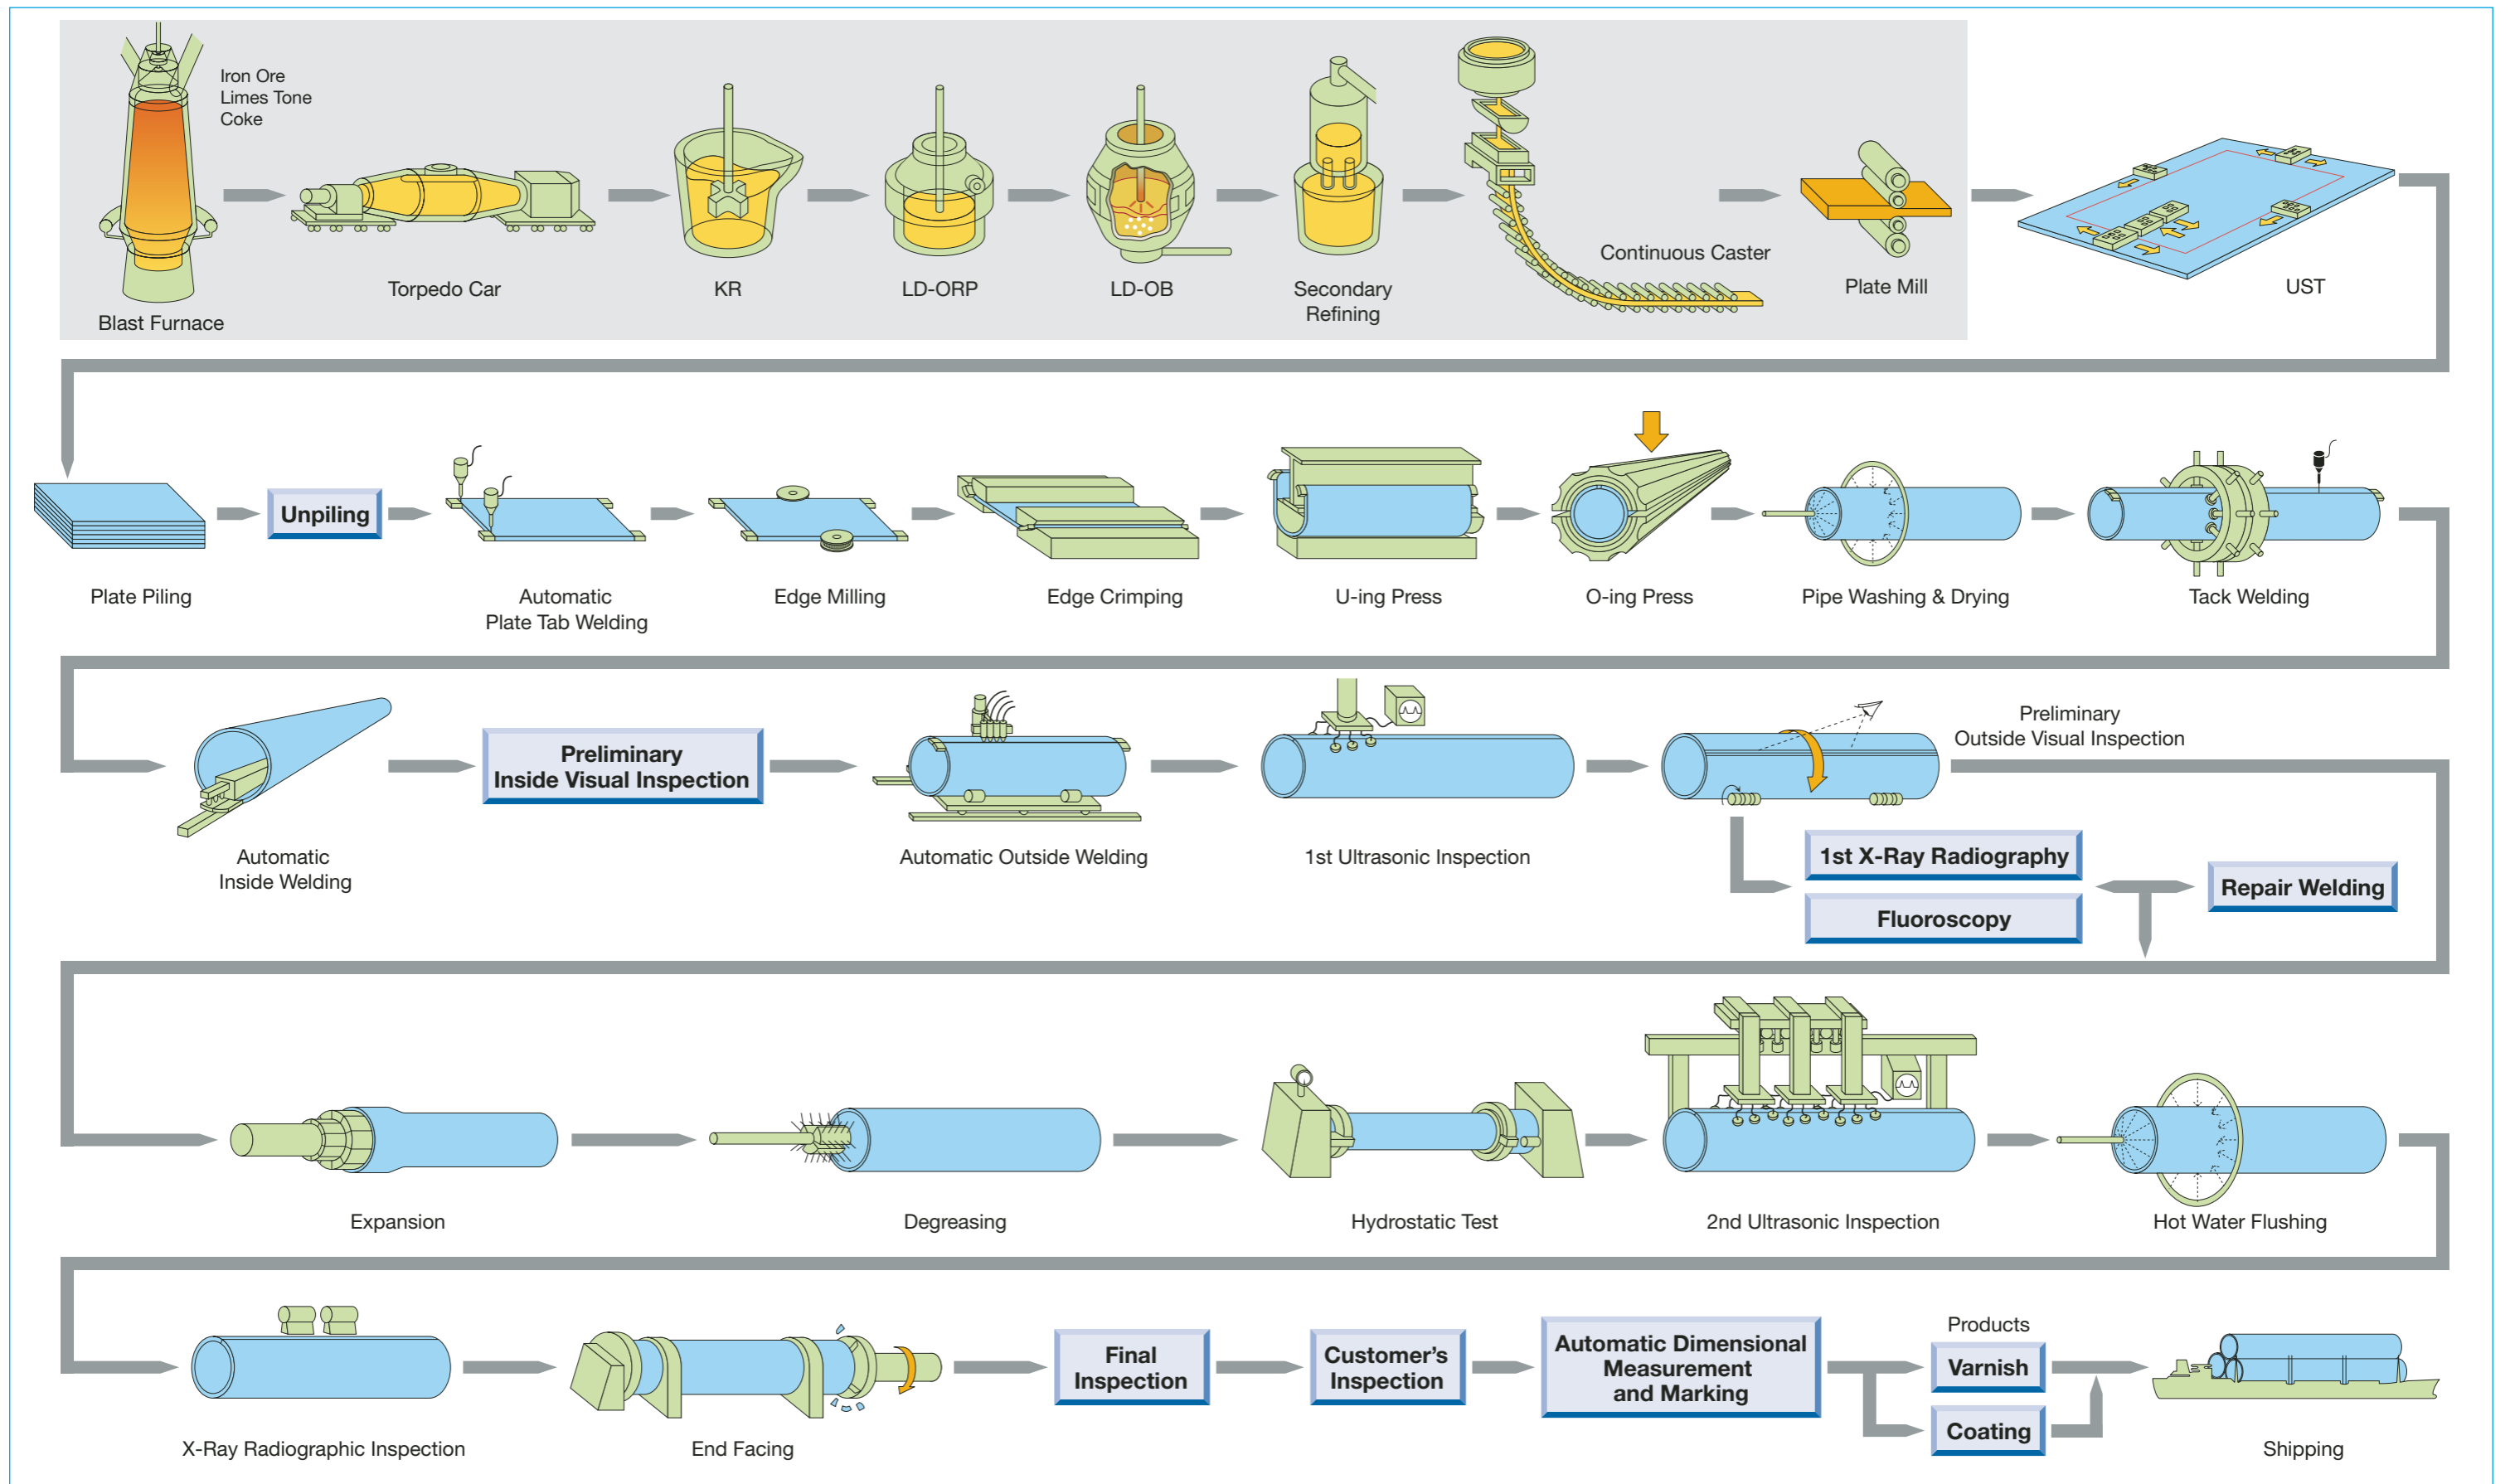 Iron Ore
Limes Tone
Coke
Blast Furnace
Torpedo Car
KR
LD-ORP
LD-OB
Secondary
Refining
Continuous Caster
Plate Mill
UST
Plate Piling
Unpiling
Automatic
Plate Tab Welding
Edge Milling
Edge Crimping
U-ing Press
O-ing Press
Pipe Washing & Drying
Tack Welding
Automatic
Inside Welding
Preliminary
Inside Visual Inspection
Automatic Outside Welding
1st Ultrasonic Inspection
Preliminary
Outside Visual Inspection
1st X-Ray Radiography
Fluoroscopy
Repair Welding
Expansion
Degreasing
Hydrostatic Test
2nd Ultrasonic Inspection
Hot Water Flushing
X-Ray Radiographic Inspection
End Facing
Final
Inspection
Customer's
Inspection
Automatic Dimensional
Measurement
and Marking
Products
Varnish
Coating
Shipping